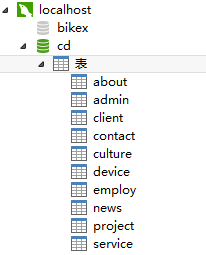 localhost
bikex
cd
表
about
admin
client
contact
culture
device
employ
news
project
service